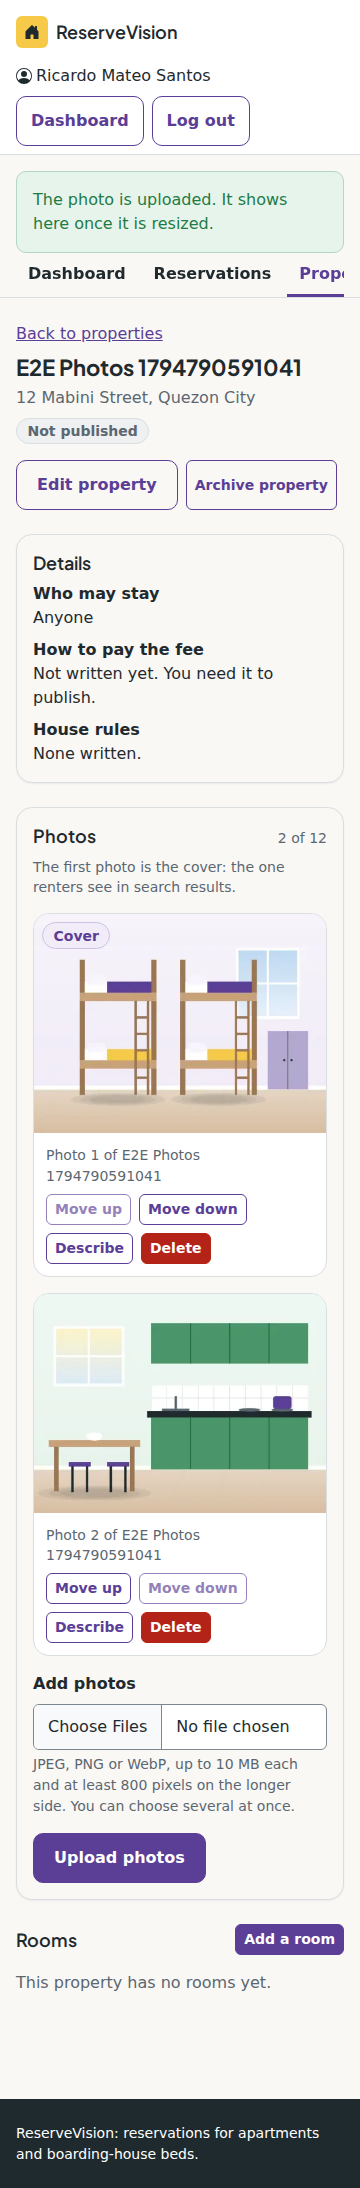 ReserveVision
Ricardo Mateo Santos
Dashboard
Log out
The photo is uploaded. It shows
here once it is resized.
Dashboard
Reservations
Prope
Back to properties
E2E Photos 1794790591041
12 Mabini Street, Quezon City
Not published
Edit property
Archive property
Details
Who may stay
Anyone
How to pay the fee
Not written yet. You need it to
publish.
House rules
None written.
Photos
2 of 12
The first photo is the cover: the one
renters see in search results.
Cover
Photo 1 of E2E Photos
1794790591041
Move up
Move down
Describe
Delete
Photo 2 of E2E Photos
1794790591041
Move up
Move down
Describe
Delete
Add photos
Choose Files
No file chosen
JPEG, PNG or WebP, up to 10 MB each
and at least 800 pixels on the longer
side. You can choose several at once.
Upload photos
Rooms
Add a room
This property has no rooms yet.
ReserveVision: reservations for apartments
and boarding-house beds.